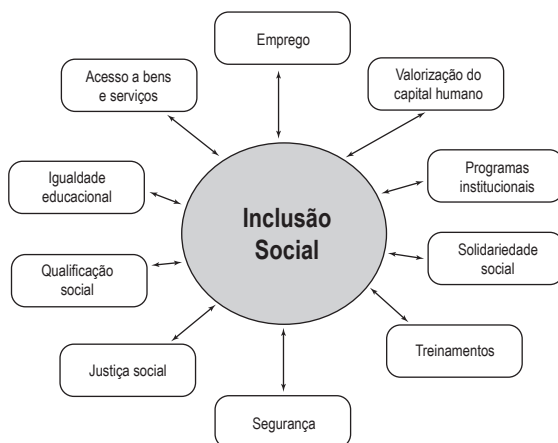 Emprego
Acesso a bens
e serviços
Valorização do
capital humano
Igualdade
educacional
Programas
institucionais
Inclusão
Social
Qualificação
social
Solidariedade
social
Justiça social
Treinamentos
Segurança